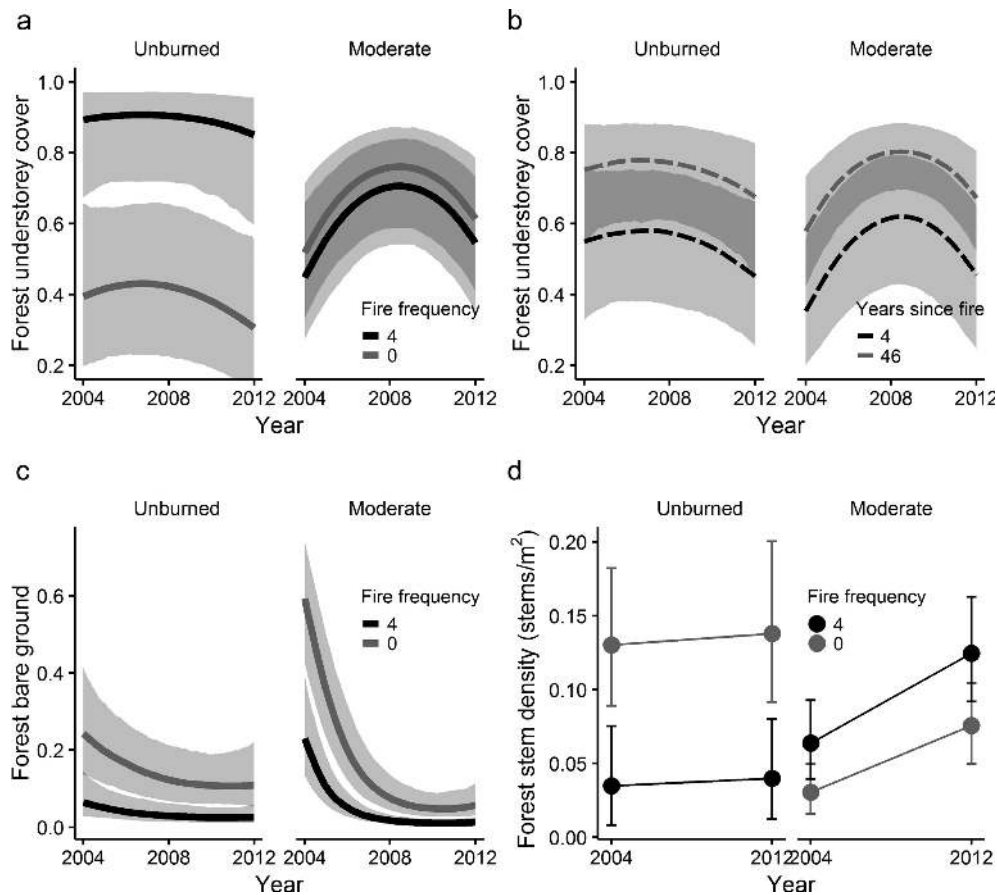 a
Unburned Moderate
Forest understorey cover
1.0
0.8
0.6
0.4
0.2
Fire frequency
4
0
2004 2008 2012 2004 2008 2012
Year
b
Unburned Moderate
Forest understorey cover
1.0
0.8
0.6
0.4
0.2
Years since fire
4
46
2004 2008 2012 2004 2008 2012
Year
c
Unburned Moderate
Forest bare ground
0.6
0.4
0.2
0.0
Fire frequency
4
0
2004 2008 2012 2004 2008 2012
Year
d
Unburned Moderate
Forest stem density (stems/m²)
0.20
0.15
0.10
0.05
0.00
Fire frequency
4
0
2004 2012 2004 2012
Year